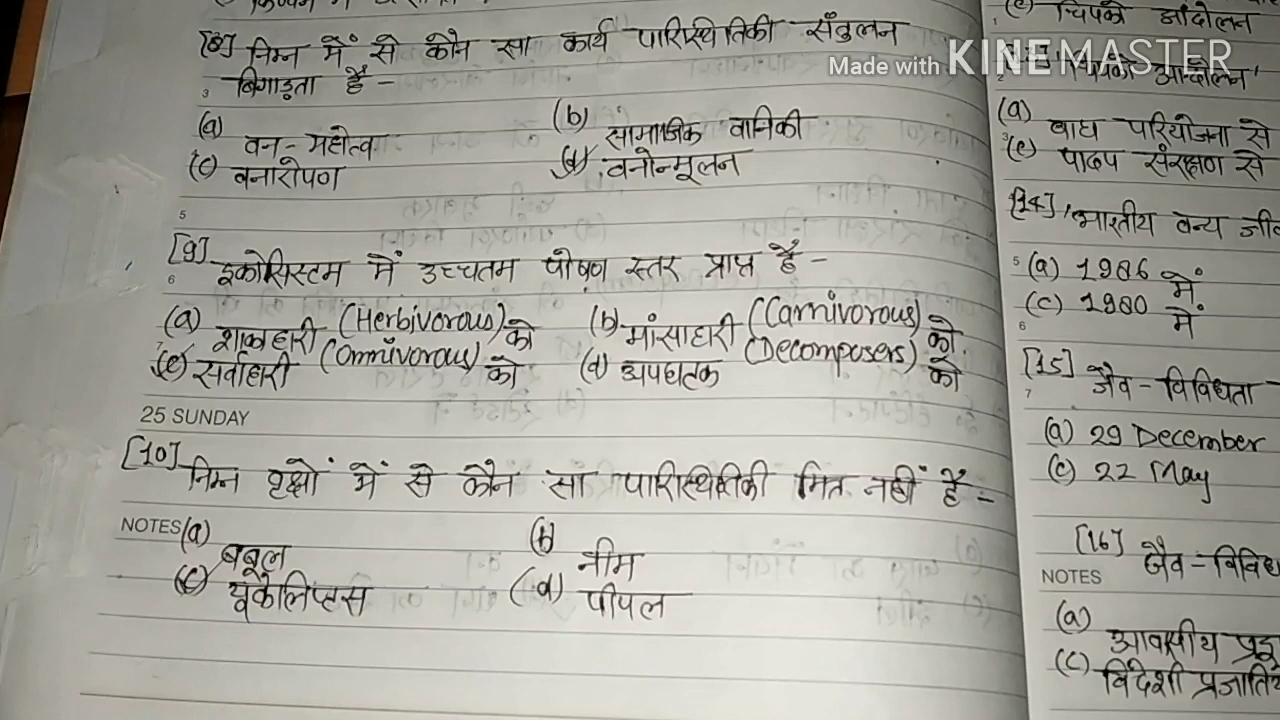 [8] निम्न में से कौन सा कार्य पारिस्थितिकी संतुलन
बिगाड़ता है -
(a) वन - महोत्व (b) सामाजिक वानिकी
(c) वनारोपण (d) वनोन्मूलन
[9] इकोसिस्टम में उच्चतम पोषण स्तर प्राप्त है -
(a) शाकाहारी (Herbivorous) को (b) मांसाहारी (Carnivorous) को
(c) सर्वाहारी (Omnivorous) को (d) अपघटक (Decomposers) को
25 SUNDAY
[10] निम्न वृक्षों में से कौन सा पारिस्थितिकी मित्र नहीं है -
NOTES
(a) बबूल (b) नीम
(c) यूकेलिप्टस (d) पीपल
(c) चिपको आंदोलन
Made with KINEMASTER
आन्दोलन'
(a) बाघ परियोजना से
(c) पादप संरक्षण से
[14] 'भारतीय वन्य
(a) 1986 में
(c) 1980 में
[15] जैव - विविधता -
(a) 29 December
(c) 22 May
[16]
NOTES
(a) आवासीय
(c) विदेशी